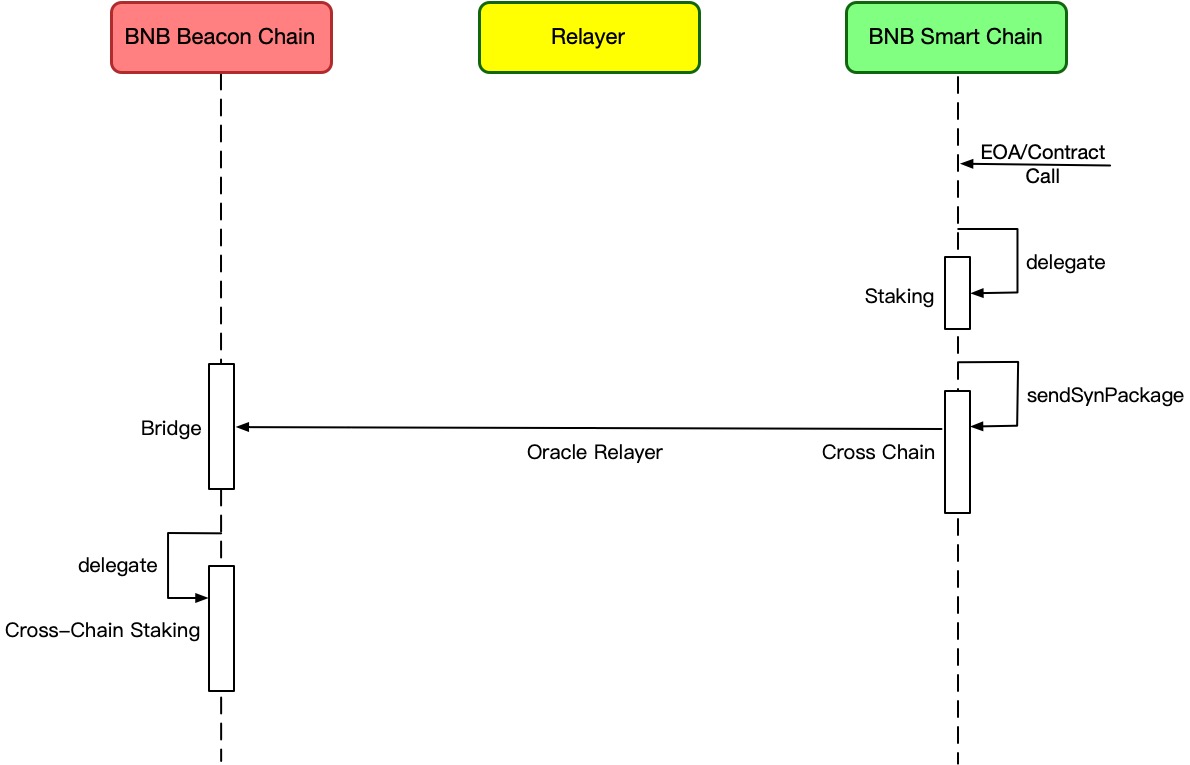 BNB Beacon Chain
Relayer
BNB Smart Chain
EOA/Contract
Call
delegate
Staking
sendSynPackage
Bridge
Oracle Relayer
Cross Chain
delegate
Cross–Chain Staking